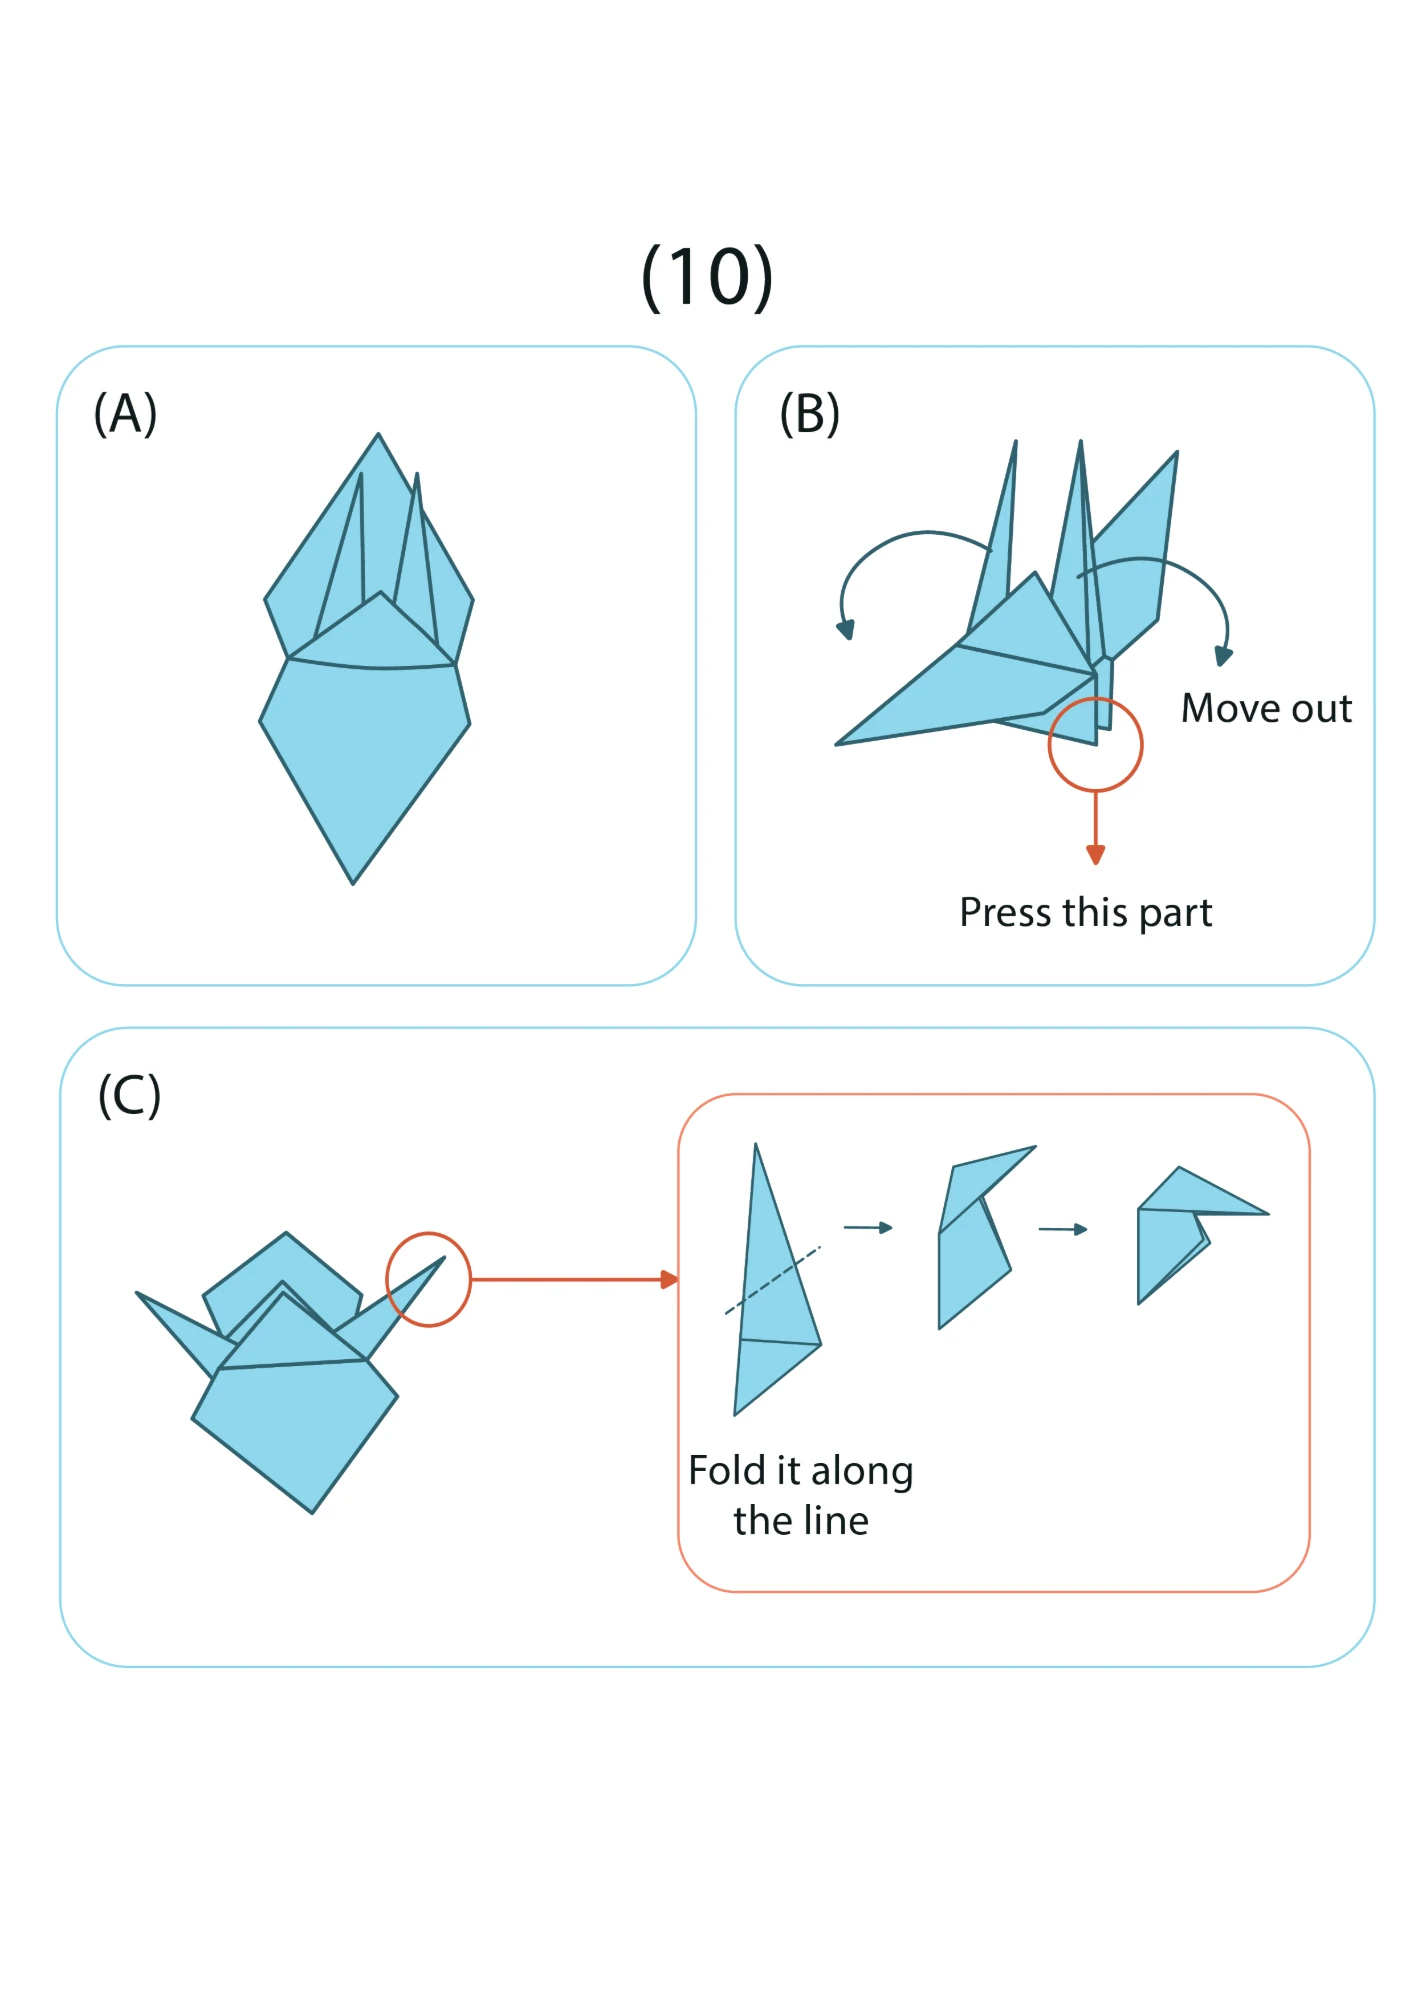 (10)
(A)
(B)
Move out
Press this part
(C)
Fold it along
the line